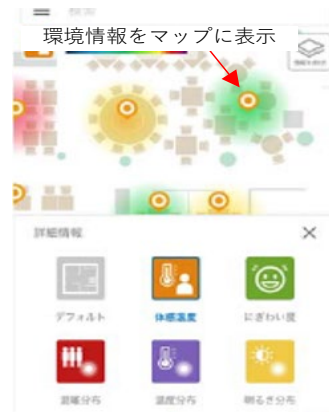 検索
環境情報をマップに表示
詳細情報
デフォルト
体感温度
にぎわい度
混雑分布
温度分布
明るさ分布